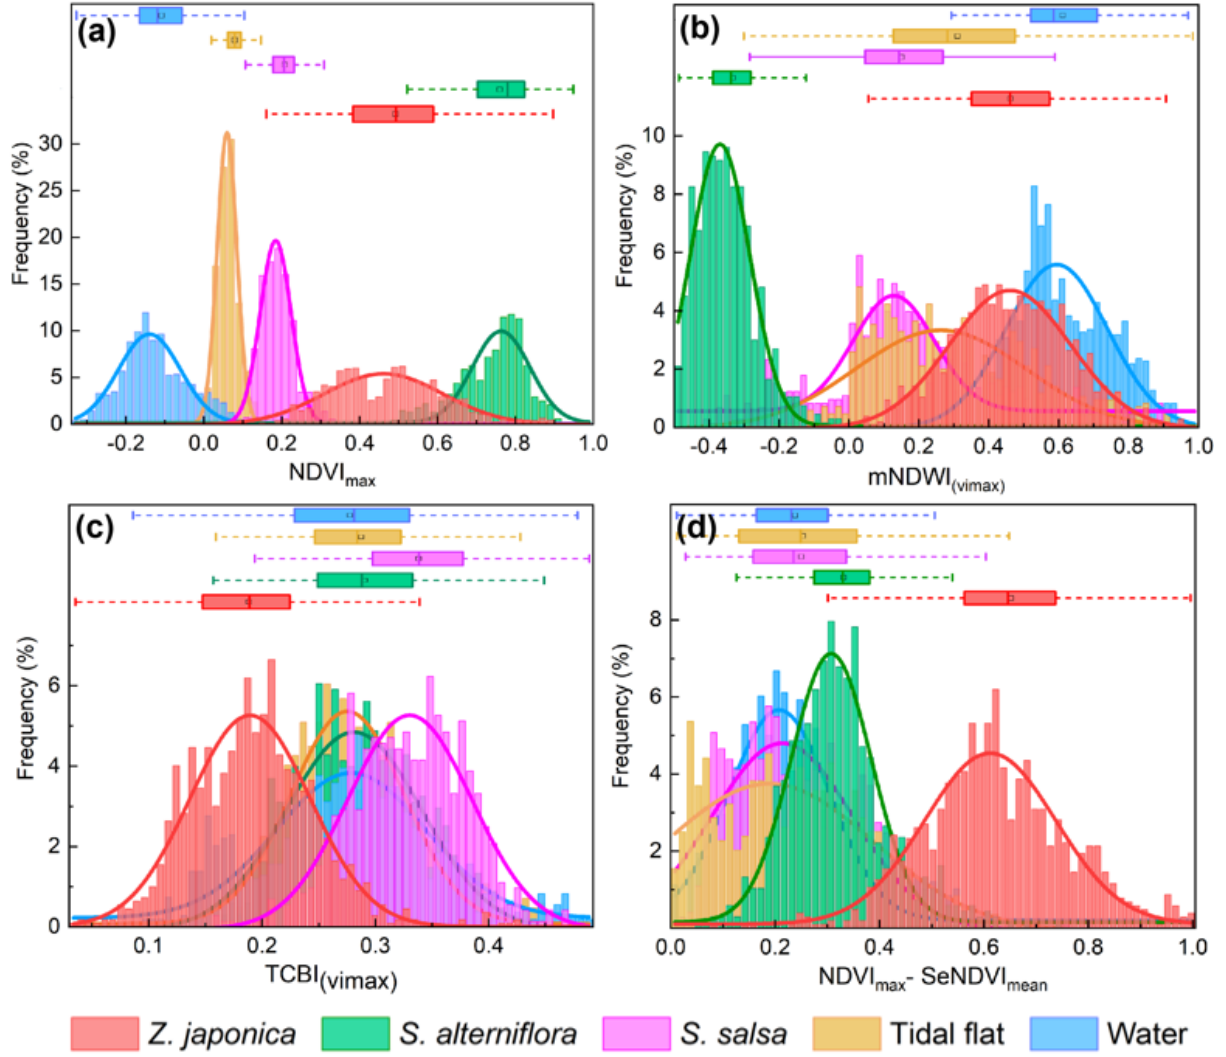 (a)
Frequency (%)
30
25
20
15
10
5
0
-0.2 0.0 0.2 0.4 0.6 0.8 1.0
NDVImax
(b)
Frequency (%)
10
8
6
4
2
0
-0.4 -0.2 0.0 0.2 0.4 0.6 0.8 1.0
mNDWI(vimax)
(c)
Frequency (%)
6
4
2
0
0.1 0.2 0.3 0.4
TCBI(vimax)
(d)
Frequency (%)
8
6
4
2
0.0 0.2 0.4 0.6 0.8 1.0
NDVImax- SeNDVImean
Z. japonica S. alterniflora S. salsa Tidal flat Water